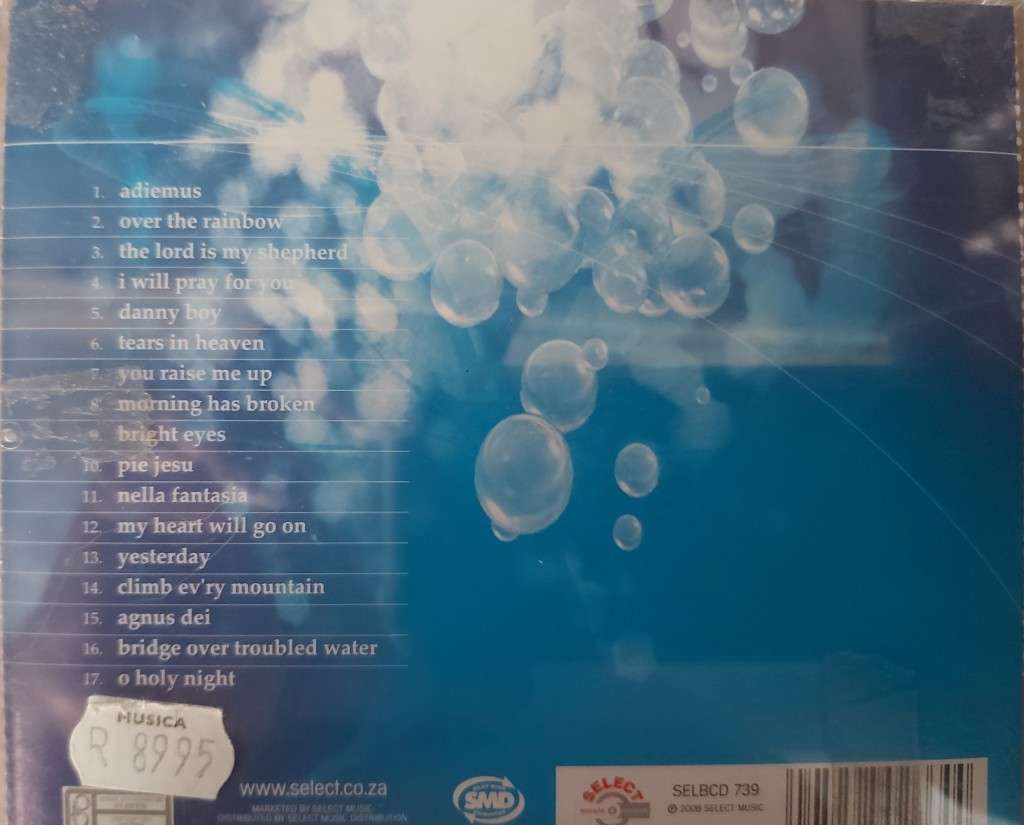 1. adiemus
2. over the rainbow
3. the lord is my shepherd
4. i will pray for you
5. danny boy
6. tears in heaven
7. you raise me up
8. morning has broken
9. bright eyes
10. pie jesu
11. nella fantasia
12. my heart will go on
13. yesterday
14. climb ev'ry mountain
15. agnus dei
16. bridge over troubled water
17. o holy night
MUSICA
R 8995
www.select.co.za
MARKETED BY SELECT MUSIC
DISTRIBUTED BY SELECT MUSIC DISTRIBUTION
SMD
SELECT
SELBCD 739
© 2008 SELECT MUSIC